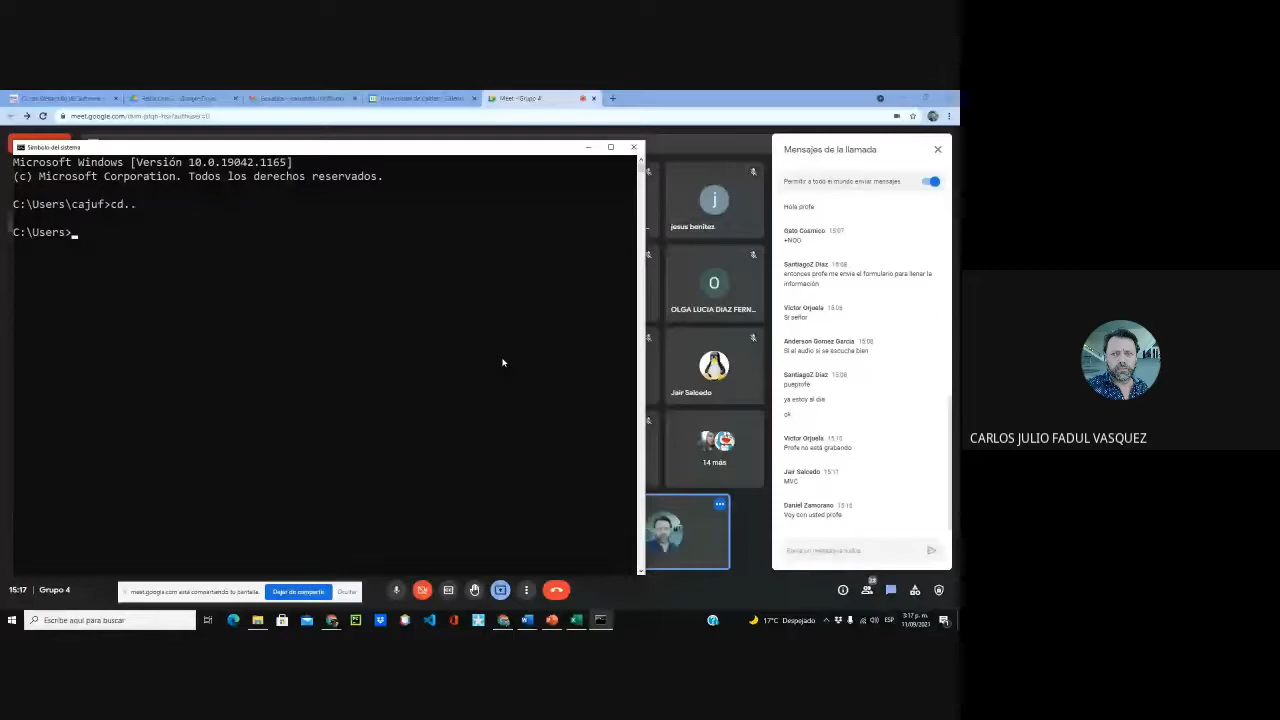 Meet - Grupo 4
Símbolo del sistema
Microsoft Windows [Versión 10.0.19042.1165]
(c) Microsoft Corporation. Todos los derechos reservados.
C:\Users\cajuf>cd..
C:\Users>
j
jesus benitez
O
OLGA LUCIA DIAZ FERN...
Jair Salcedo
14 más
Mensajes de la llamada
Permitir a todo el mundo enviar mensajes
Hola profe
Gato Cosmico 15:07
+NOO
SantiagoZ Diaz 15:08
entonces profe me envia el formulario para llenar la
información
Victor Orjuela 15:08
Si señor
Anderson Gomez Garcia 15:08
Si al audio si se escucha bien
SantiagoZ Diaz 15:08
pueprofe
ya estoy al dia
ok
Victor Orjuela 15:10
Profe no está grabando
Jair Salcedo 15:11
MVC
Daniel Zamorano 15:16
Voy con usted profe
15:17 | Grupo 4
meet.google.com está compartiendo tu pantalla.
Dejar de compartir
Ocultar
Escribe aquí para buscar
17°C Despejado
ESP
3:17 p. m.
11/09/2021
CARLOS JULIO FADUL VASQUEZ